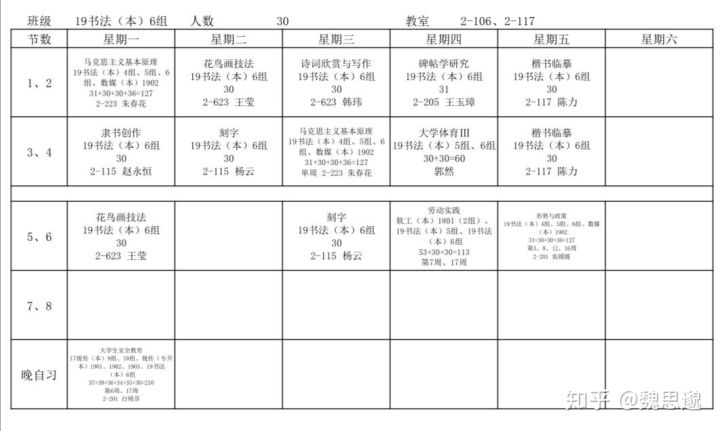 班级 19书法（本）6组 人数 30 教室 2-106、2-117
节数 星期一 星期二 星期三 星期四 星期五 星期六
1、2
马克思主义基本原理
19书法（本）4组、5组、6
组、数媒（本）1902
31+30+30+36=127
2-223 朱春花
花鸟画技法
19书法（本）6组
30
2-623 王莹
诗词欣赏与写作
19书法（本）6组
30
2-623 韩玮
碑帖学研究
19书法（本）6组
31
2-205 王玉璋
楷书临摹
19书法（本）6组
30
2-117 陈力
3、4
隶书创作
19书法（本）6组
30
2-115 赵永恒
刻字
19书法（本）6组
30
2-115 杨云
马克思主义基本原理
19书法（本）4组、5组、6
组、数媒（本）1902
31+30+30+36=127
单周 2-223 朱春花
大学体育Ⅲ
19书法（本）5组、6组
30+30=60
郭然
楷书临摹
19书法（本）6组
30
2-117 陈力
5、6
花鸟画技法
19书法（本）6组
30
2-623 王莹
刻字
19书法（本）6组
30
2-115 杨云
劳动实践
软工（本）1801（2组）、
19书法（本）5组、19书法
（本）6组
53+30+30=113
第7周、17周
形势与政策
19书法（本）4组、5组、6组、数媒
（本）1902
31+30+30+36=127
第3、8、12、16周
2-201 张媛媛
7、8
晚自习
大学生安全教育
17视传（本）9组、10组、视传（专升
本）1901、1902、1903、19书法
（本）6组
37+38+36+34+35+30=210
第6周、17周
2-201 白艳芬
知乎 @魏思邈